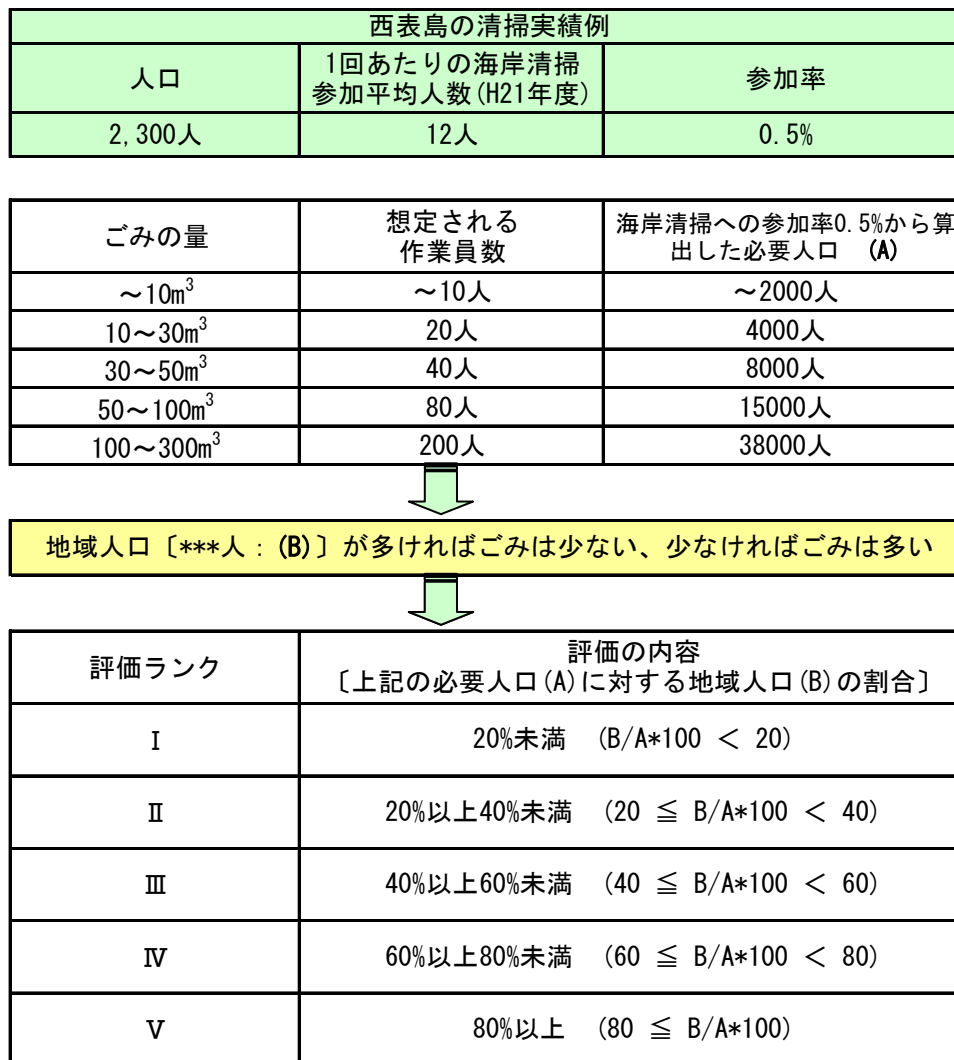 西表島の清掃実績例
人口
1回あたりの海岸清掃
参加平均人数(H21年度)
参加率
2,300人
12人
0.5%
ごみの量
想定される
作業員数
海岸清掃への参加率0.5%から算
出した必要人口 (A)
～10m³
～10人
～2000人
10～30m³
20人
4000人
30～50m³
40人
8000人
50～100m³
80人
15000人
100～300m³
200人
38000人
地域人口〔***人：(B)〕が多ければごみは少ない、少なければごみは多い
評価ランク
評価の内容
〔上記の必要人口(A)に対する地域人口(B)の割合〕
Ⅰ
20%未満 (B/A*100 ＜ 20)
Ⅱ
20%以上40%未満 (20 ≦ B/A*100 ＜ 40)
Ⅲ
40%以上60%未満 (40 ≦ B/A*100 ＜ 60)
Ⅳ
60%以上80%未満 (60 ≦ B/A*100 ＜ 80)
Ⅴ
80%以上 (80 ≦ B/A*100)